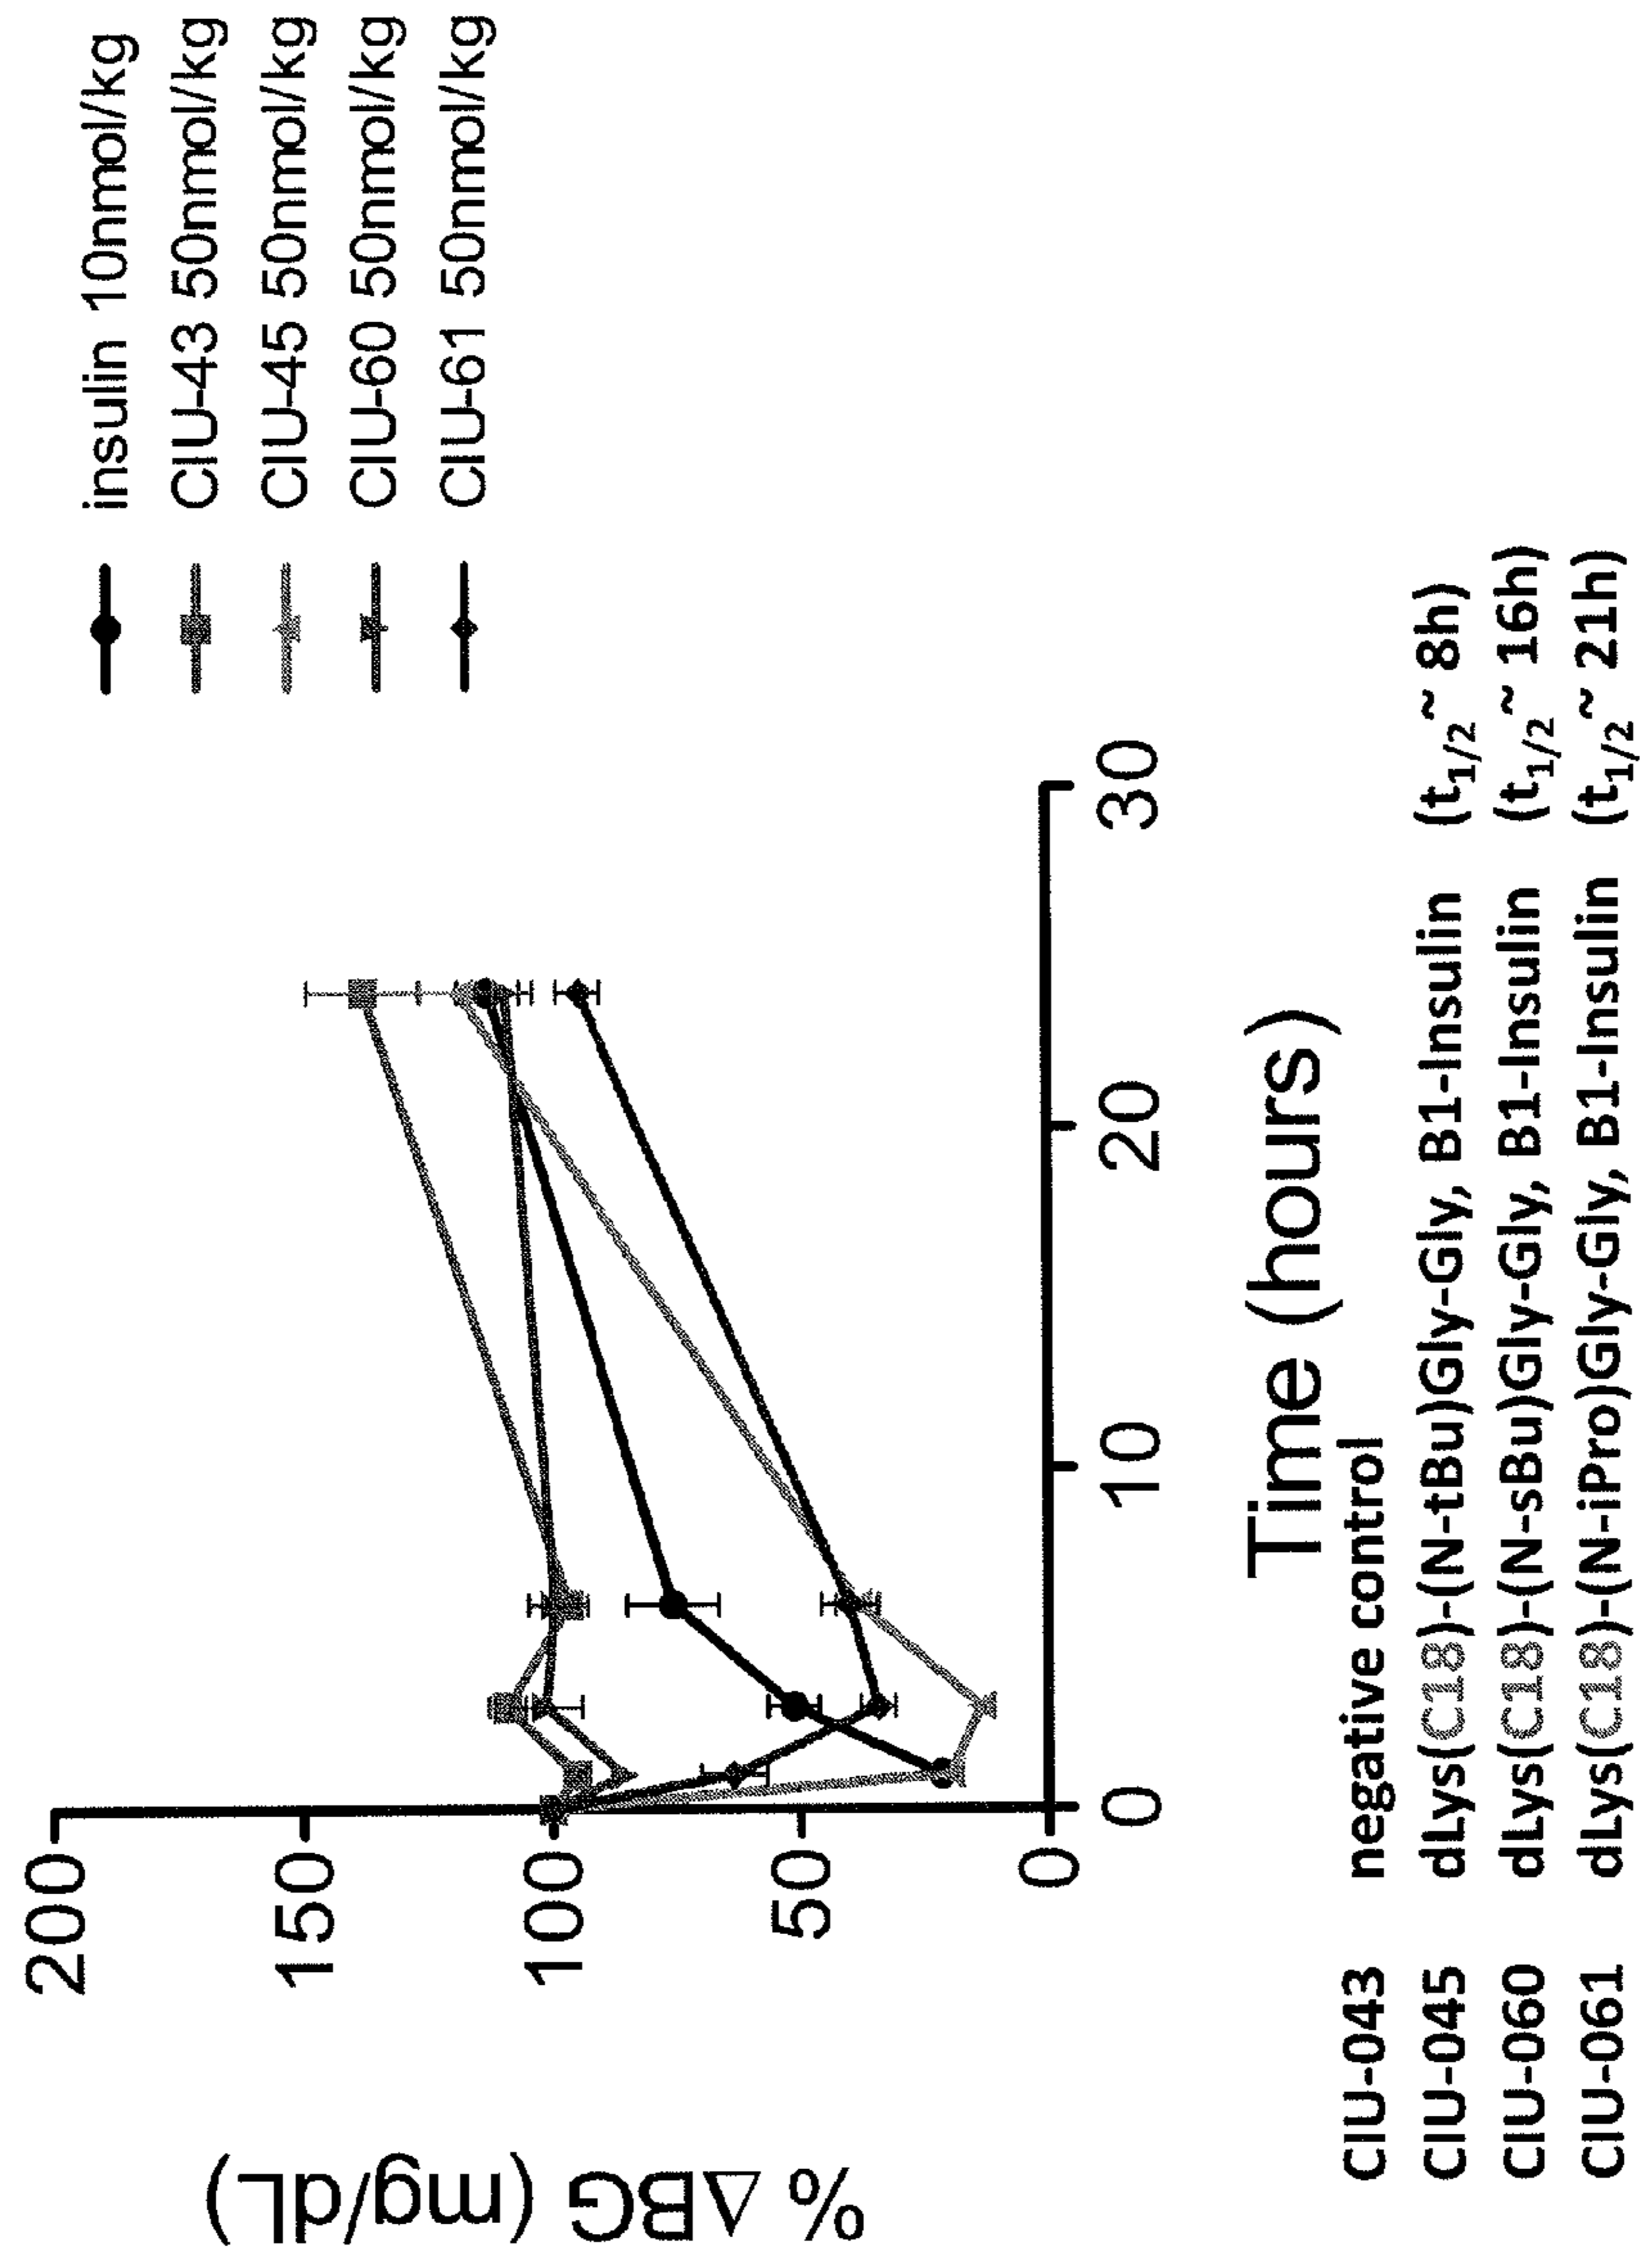 % ΔBG (mg/dL)
200
150
100
50
0
0
10
20
30
Time (hours)
insulin 10nmol/kg
CIU-43 50nmol/kg
CIU-45 50nmol/kg
CIU-60 50nmol/kg
CIU-61 50nmol/kg
CIU-043 negative control
CIU-045 dLys(C18)-(N-tBu)Gly-Gly, B1-Insulin (t1/2~ 8h)
CIU-060 dLys(C18)-(N-sBu)Gly-Gly, B1-Insulin (t1/2~ 16h)
CIU-061 dLys(C18)-(N-iPro)Gly-Gly, B1-Insulin (t1/2~ 21h)